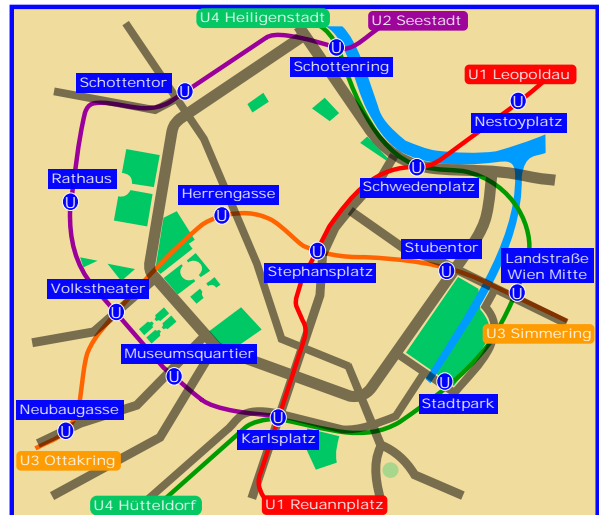 U4 Heiligenstadt
U2 Seestadt
U
Schottenring
U1 Leopoldau
Schottentor
U
U
Nestoyplatz
U
Schwedenplatz
Rathaus
U
Herrengasse
U
Stephansplatz
U
Stubentor
U
Landstraße
Wien Mitte
U
Volkstheater
U
U3 Simmering
Museumsquartier
U
U
Stadtpark
Neubaugasse
U
U
Karlsplatz
U3 Ottakring
U4 Hütteldorf
U1 Reuannplatz